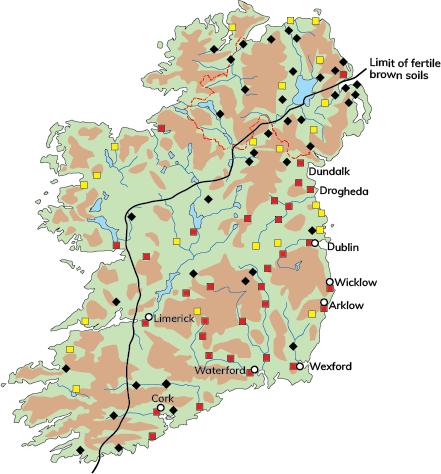 Limit of fertile
brown soils
Dundalk
Drogheda
Dublin
Wicklow
Arklow
Limerick
Wexford
Waterford
Cork